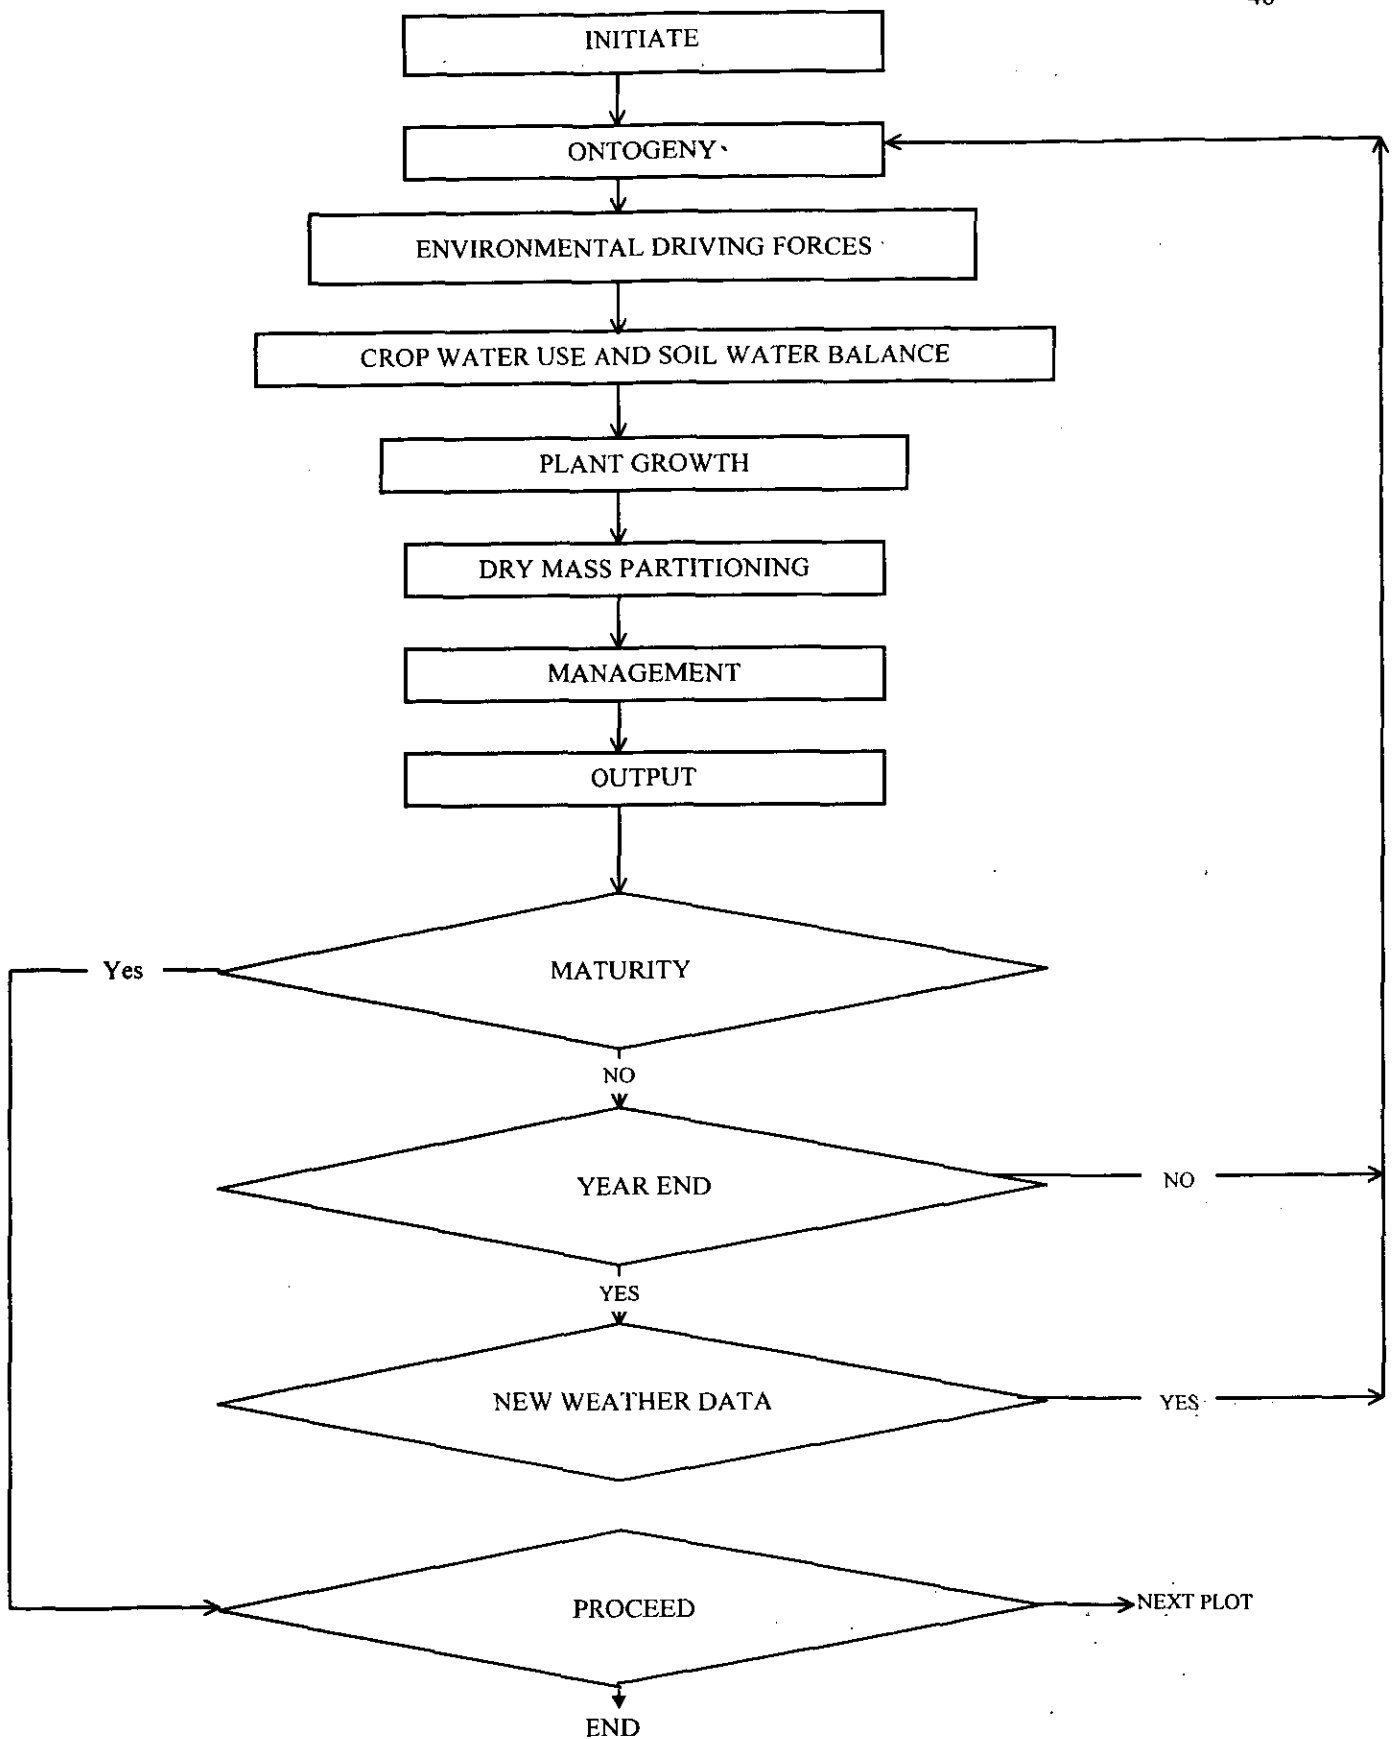 INITIATE
ONTOGENY
ENVIRONMENTAL DRIVING FORCES
CROP WATER USE AND SOIL WATER BALANCE
PLANT GROWTH
DRY MASS PARTITIONING
MANAGEMENT
OUTPUT
Yes
MATURITY
NO
YEAR END
NO
YES
NEW WEATHER DATA
YES
PROCEED
NEXT PLOT
END